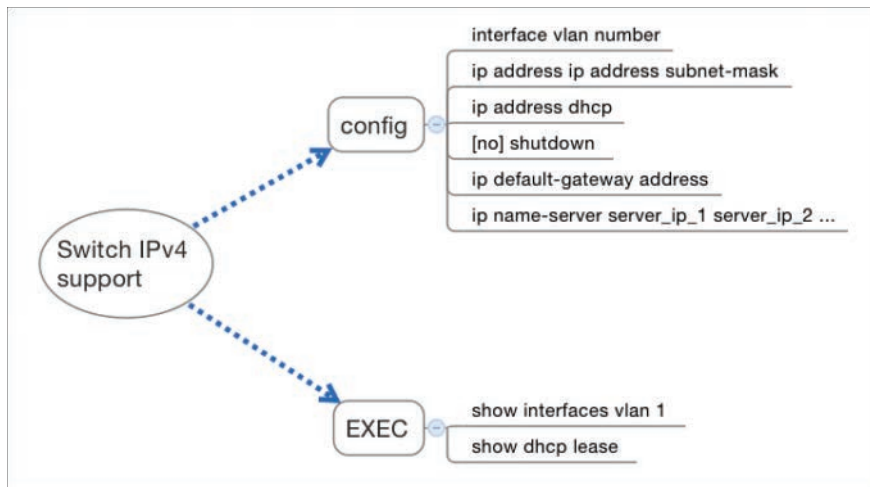 Switch IPv4
support
config
interface vlan number
ip address ip address subnet-mask
ip address dhcp
[no] shutdown
ip default-gateway address
ip name-server server_ip_1 server_ip_2 ...
EXEC
show interfaces vlan 1
show dhcp lease